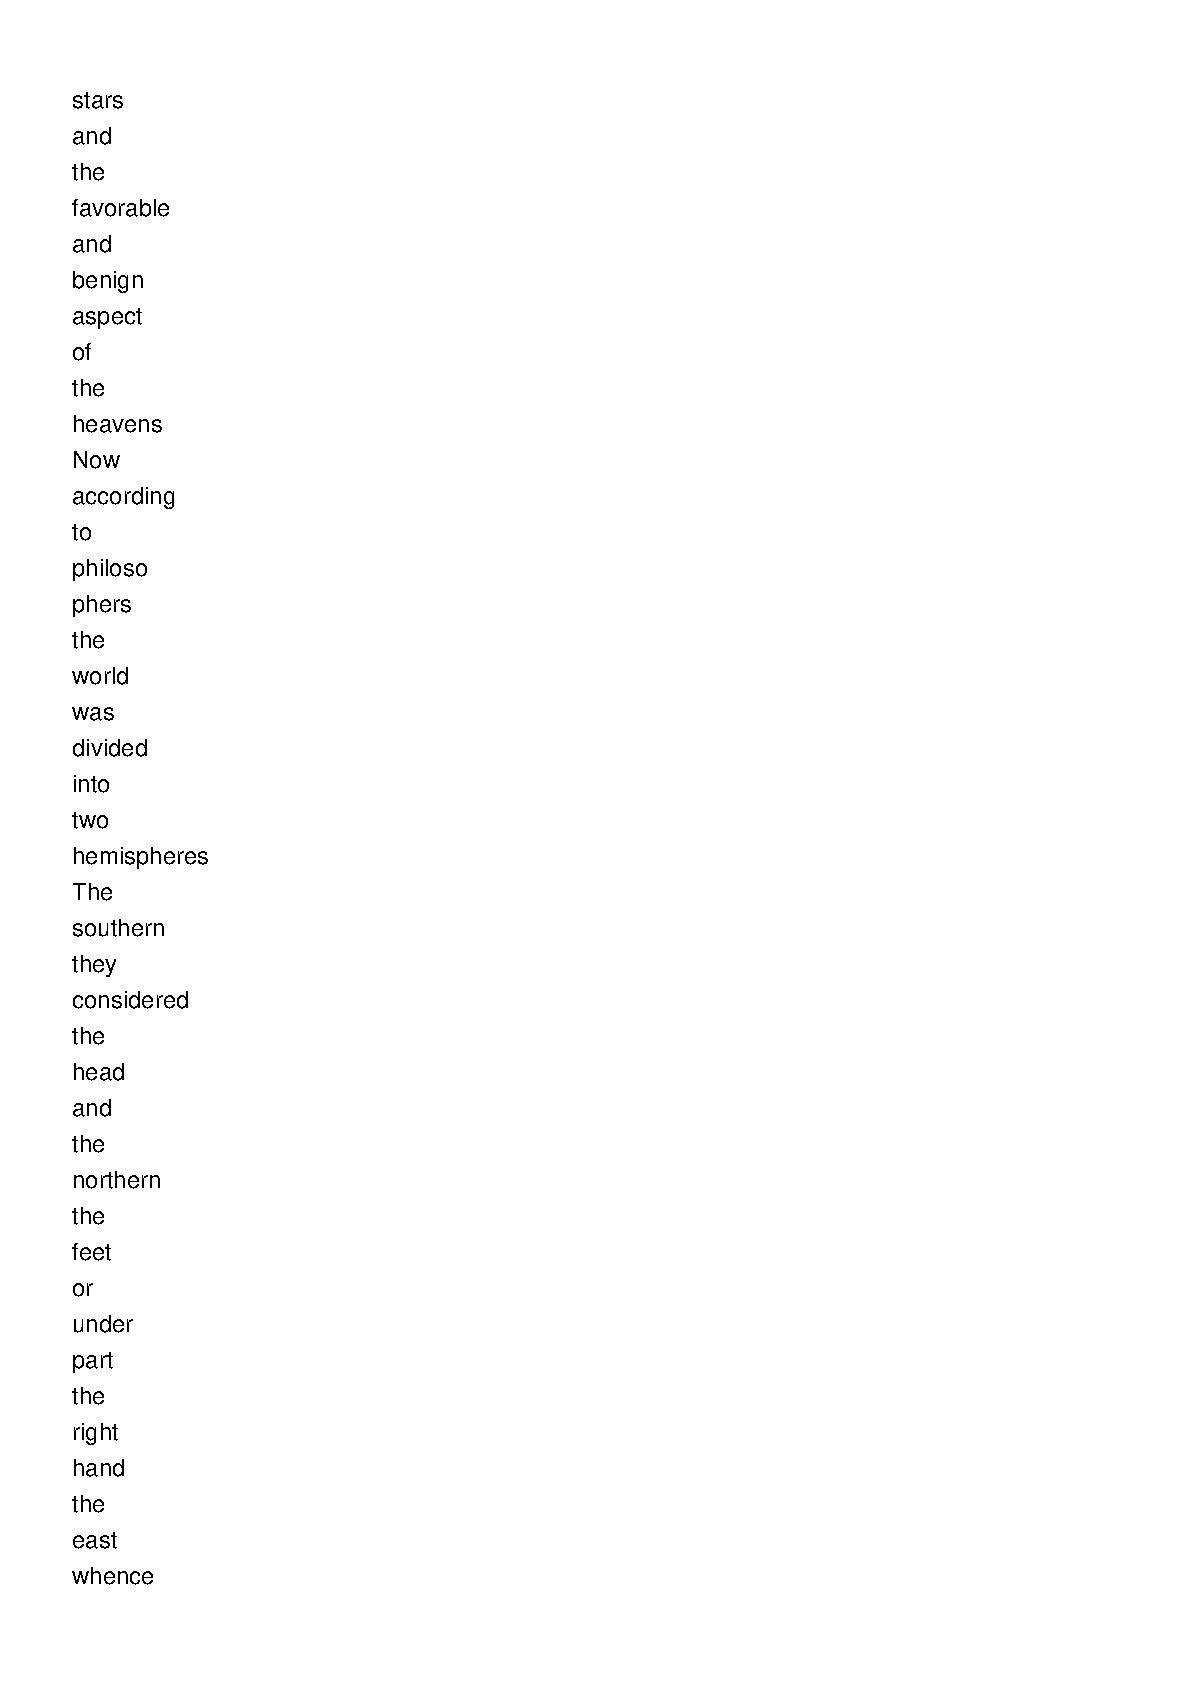 stars
and
the
favorable
and
benign
aspect
of
the
heavens
Now
according
to
philoso
phers
the
world
was
divided
into
two
hemispheres
The
southern
they
considered
the
head
and
the
northern
the
feet
or
under
part
the
right
hand
the
east
whence